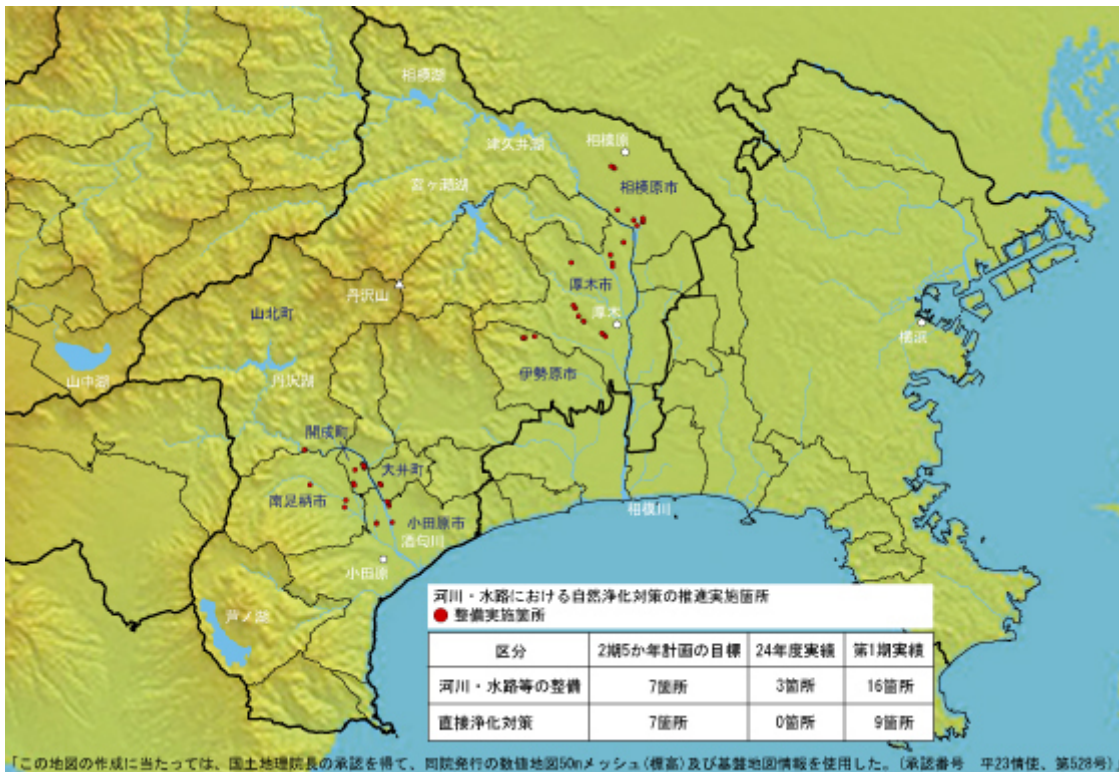 相模湖
津久井湖
相模原
相模原市
宮ヶ瀬湖
厚木市
丹沢山
厚木
山北町
横浜
山中湖
丹沢湖
伊勢原市
開成町
大井町
南足柄市
相模川
小田原市
酒匂川
小田原
芦ノ湖
河川・水路における自然浄化対策の推進実施箇所
整備実施箇所
区分 2期5か年計画の目標 24年度実績 第1期実績
河川・水路等の整備 7箇所 3箇所 16箇所
直接浄化対策 7箇所 0箇所 9箇所
「この地図の作成に当たっては、国土地理院長の承認を得て、同院発行の数値地図50mメッシュ(標高)及び基盤地図情報を使用した。(承認番号 平23情使、第528号)